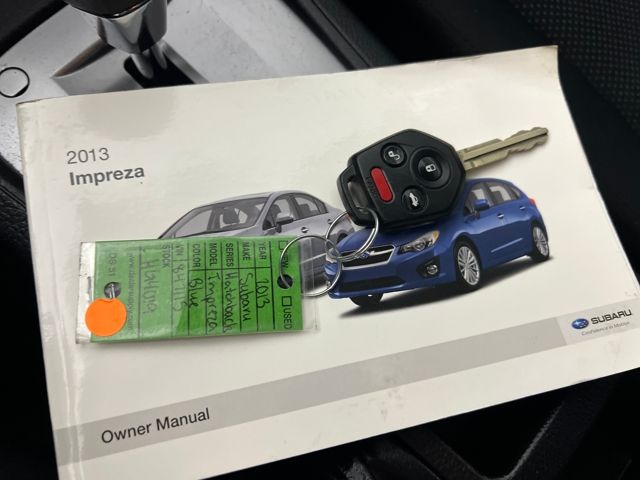 2013
Impreza
SUBARU
Confidence in Motion
Owner Manual
NEW
USED
YEAR 2013
MAKE Subaru
SERIES Hatchback
MODEL Impreza
COLOR Blue
STOCK